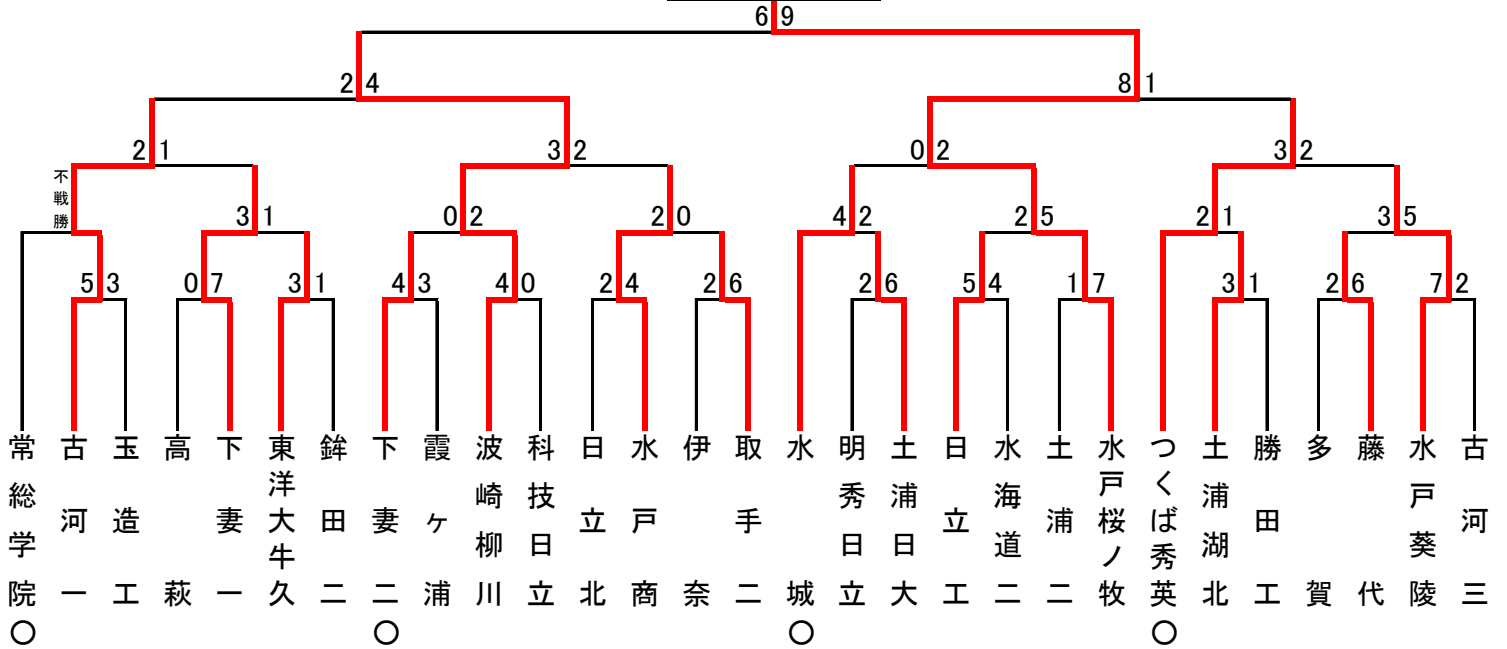 6 9
2 4
8 1
2 1
3 2
0 2
3 2
不戦勝
3 1
0 2
2 0
4 2
2 5
2 1
3 5
5 3
0 7
3 1
4 3
4 0
2 4
2 6
2 6
5 4
1 7
3 1
2 6
7 2
常総学院○
古河一
玉造工
高萩
下妻一
東洋大牛久
鉾田二
下妻二○
霞ヶ浦
波崎柳川
科技日立
日立北
水戸商
伊奈
取手二
水城○
明秀日立
土浦日大
日立工
水海道二
土浦二
水戸桜ノ牧
つくば秀英○
土浦湖北
勝田工
多賀
藤代
水戸葵陵
古河三